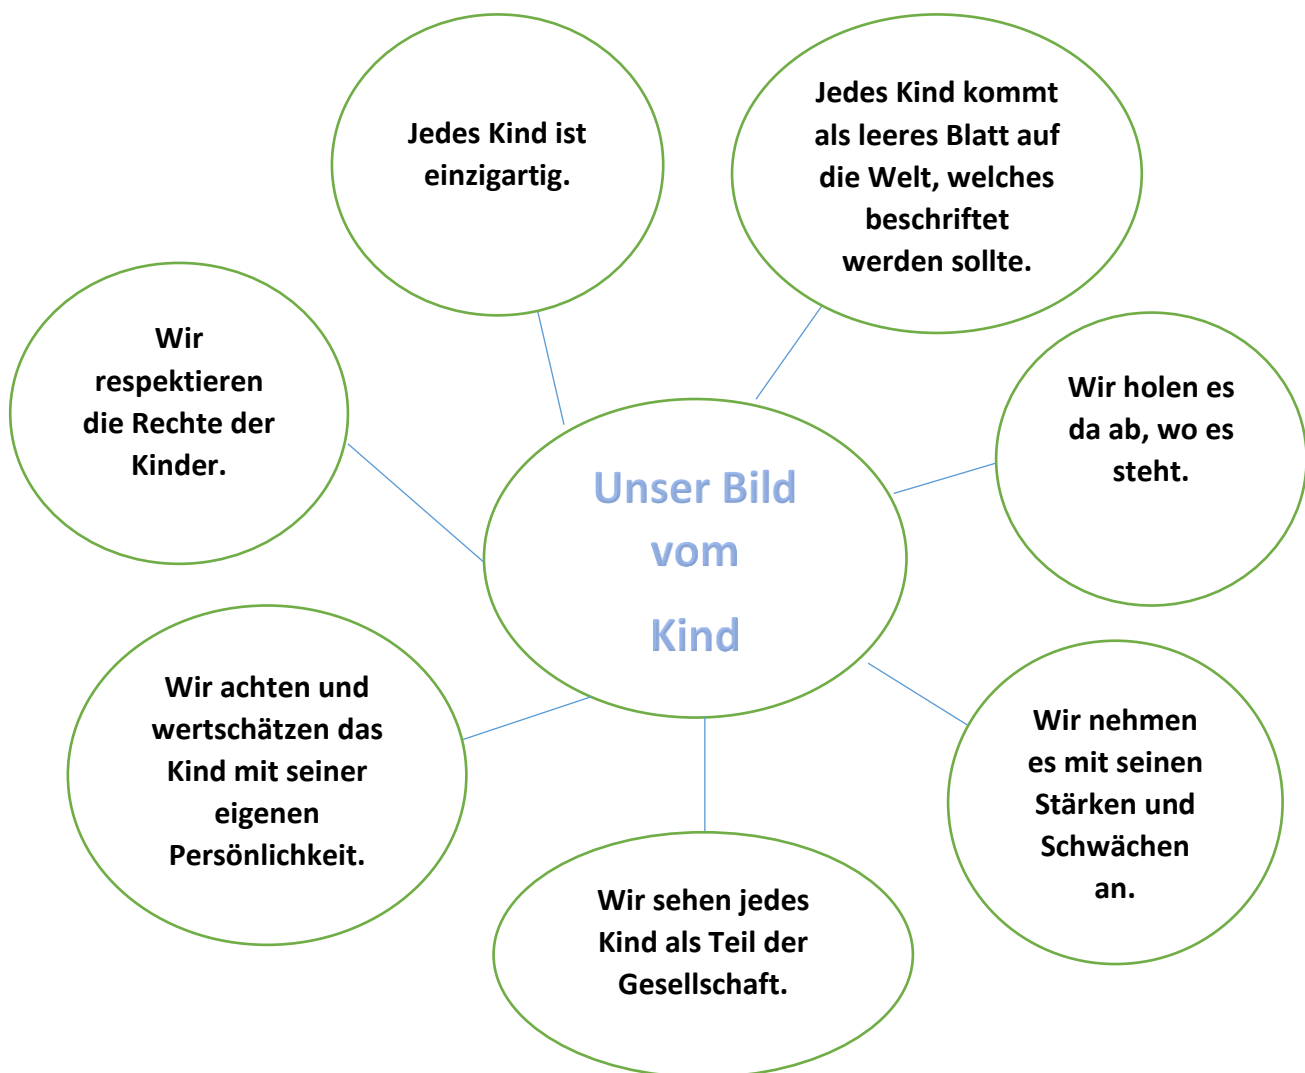 Jedes Kind ist
einzigartig.
Jedes Kind kommt
als leeres Blatt auf
die Welt, welches
beschriftet
werden sollte.
Wir
respektieren
die Rechte der
Kinder.
Wir holen es
da ab, wo es
steht.
Unser Bild
vom
Kind
Wir achten und
wertschätzen das
Kind mit seiner
eigenen
Persönlichkeit.
Wir nehmen
es mit seinen
Stärken und
Schwächen
an.
Wir sehen jedes
Kind als Teil der
Gesellschaft.